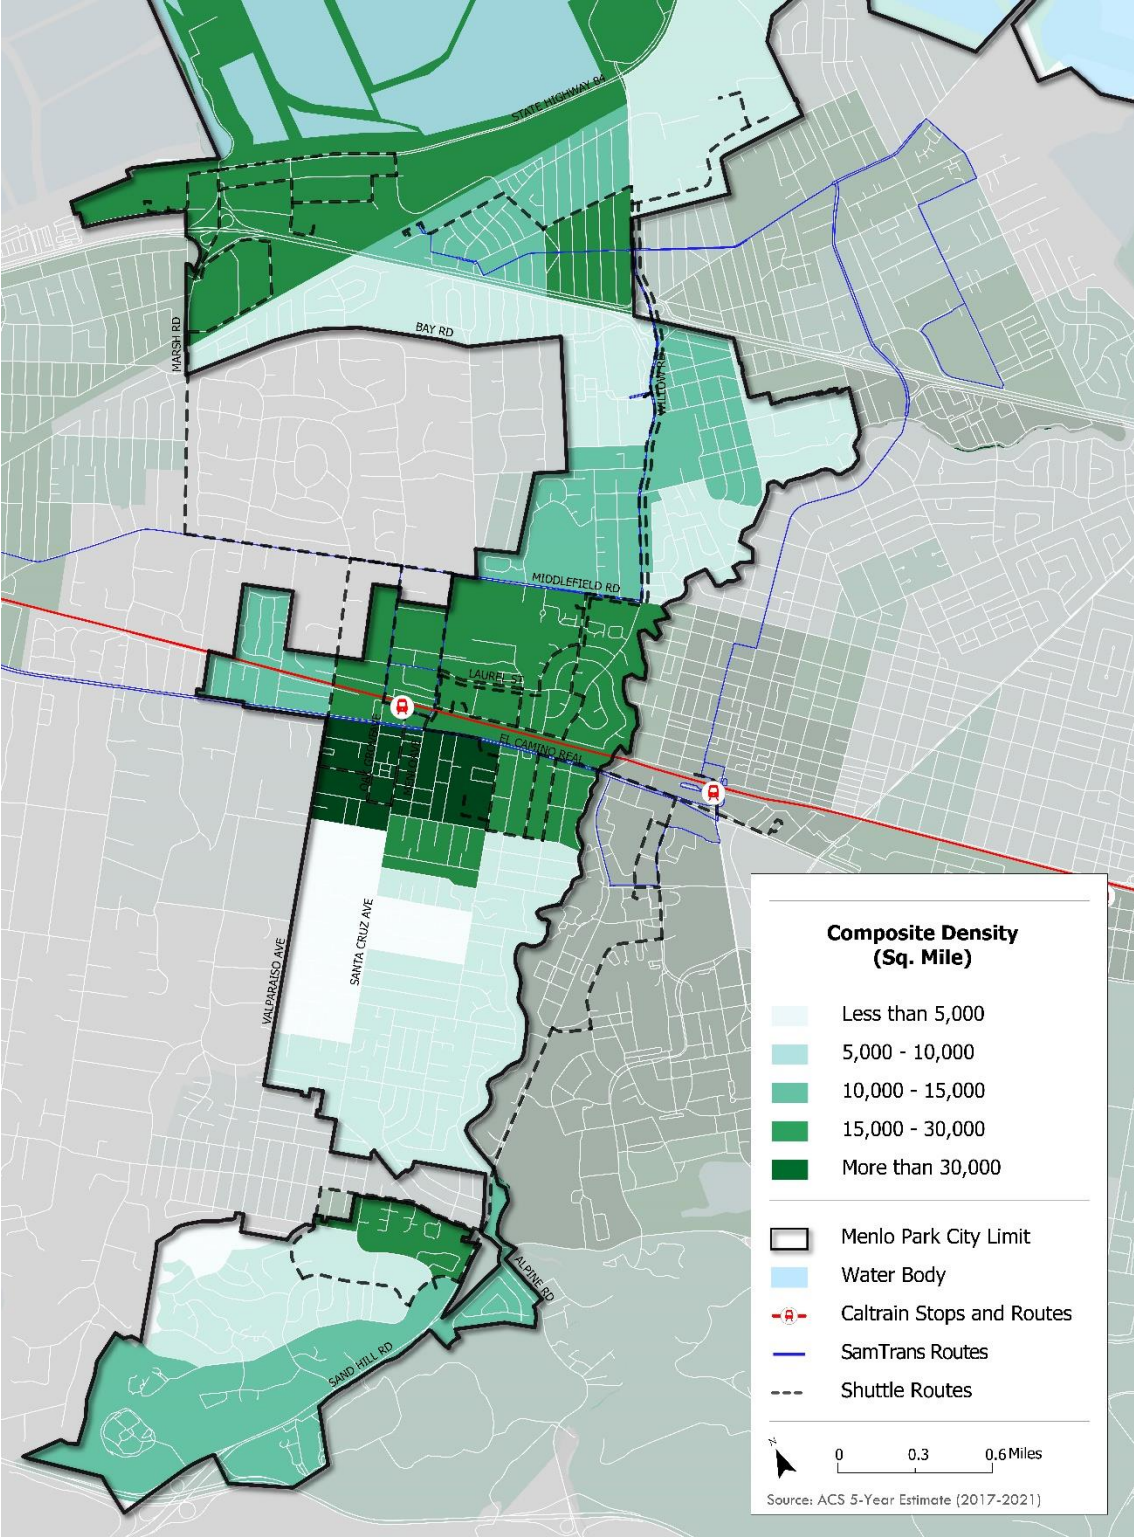 STATE HIGHWAY 84
MARSH RD
BAY RD
WILLOW RD
MIDDLEFIELD RD
LAUREL ST
EL CAMINO REAL
SANTA CRUZ AVE
VALPARAISO AVE
ALPINE RD
SAND HILL RD
Composite Density
(Sq. Mile)
Less than 5,000
5,000 - 10,000
10,000 - 15,000
15,000 - 30,000
More than 30,000
Menlo Park City Limit
Water Body
Caltrain Stops and Routes
SamTrans Routes
Shuttle Routes
N
0 0.3 0.6 Miles
Source: ACS 5-Year Estimate (2017-2021)